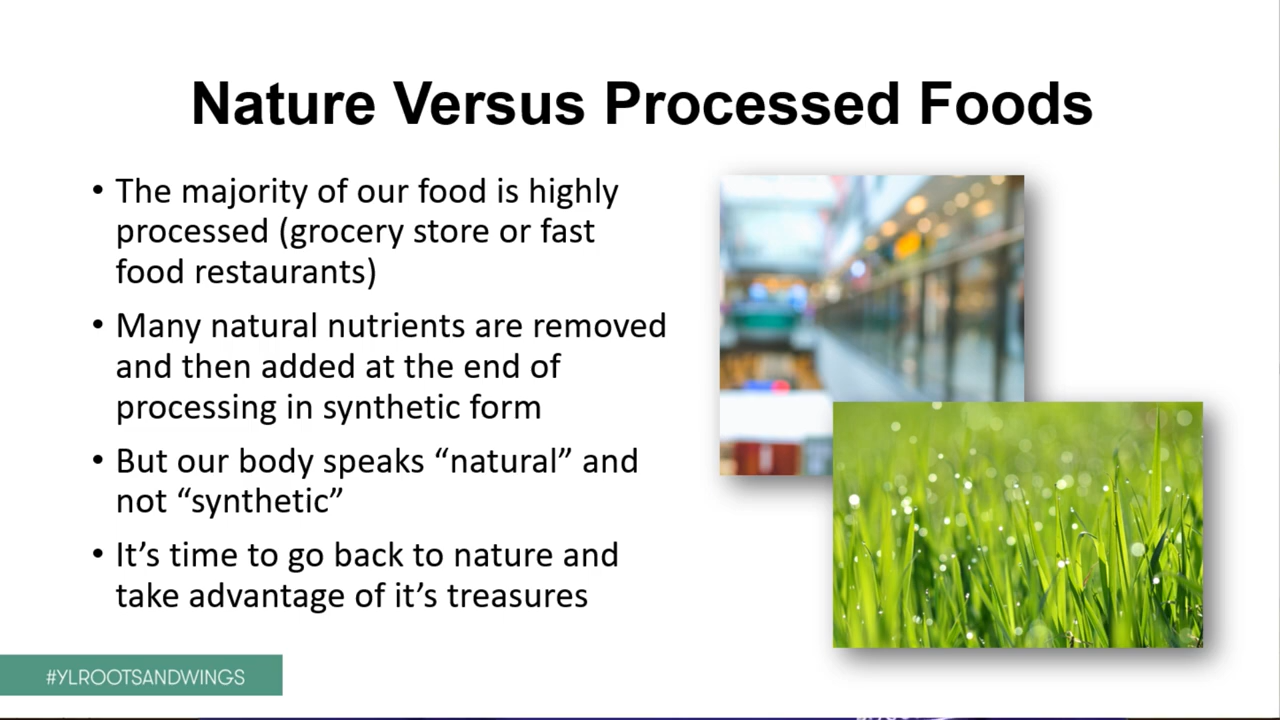 Nature Versus Processed Foods
• The majority of our food is highly
processed (grocery store or fast
food restaurants)
• Many natural nutrients are removed
and then added at the end of
processing in synthetic form
• But our body speaks “natural” and
not “synthetic”
• It’s time to go back to nature and
take advantage of it’s treasures
#YLROOTSANDWINGS